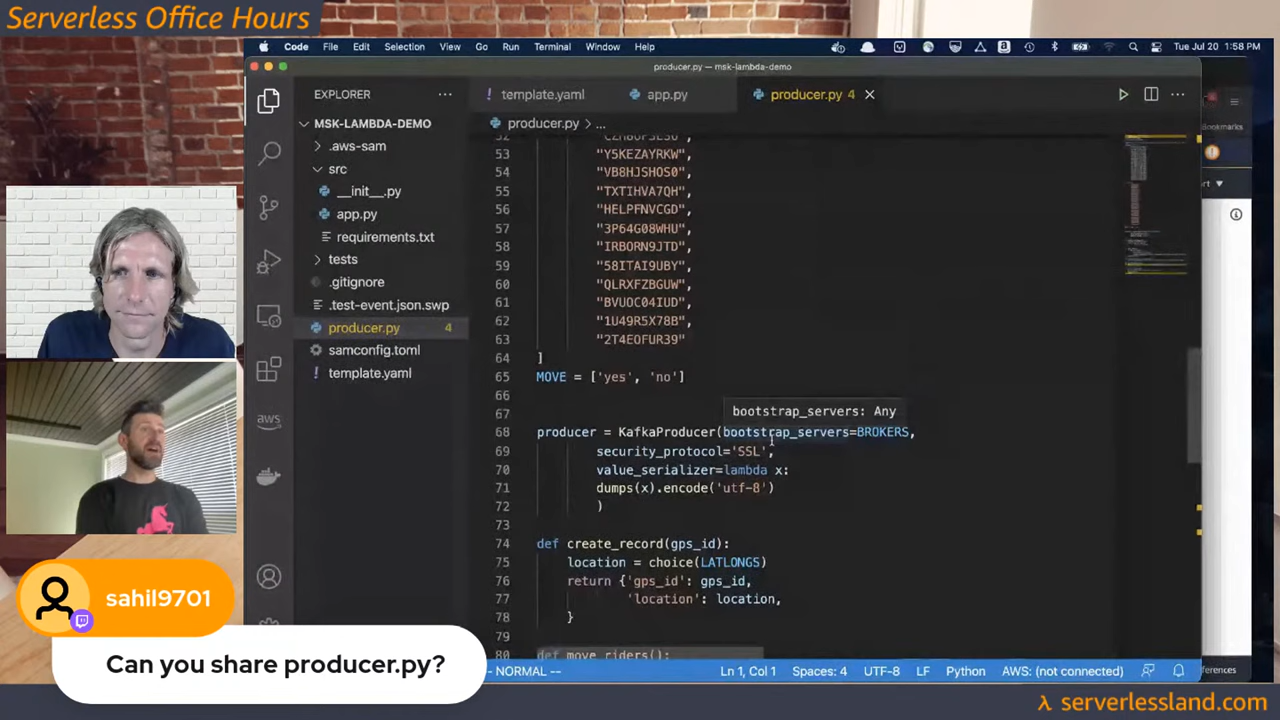 Serverless Office Hours
Code File Edit Selection View Go Run Terminal Window Help Tue Jul 20 1:58 PM
producer.py — msk-lambda-demo
EXPLORER ··· ! template.yaml app.py producer.py 4 ×
producer.py > ...
MSK-LAMBDA-DEMO
.aws-sam
src
__init__.py
app.py
requirements.txt
tests
.gitignore
.test-event.json.swp
producer.py 4
samconfig.toml
! template.yaml
aws
52
53 "Y5KEZAYRKW",
54 "VB8HJSHOS0",
55 "TXTIHVA7QH",
56 "HELPFNVCGD",
57 "3P64G08WHU",
58 "IRBORN9JTD",
59 "58ITAI9UBY",
60 "QLRXFZBGUW",
61 "BVUOC04IUD",
62 "1U49R5X78B",
63 "2T4EOFUR39"
64 ]
65 MOVE = ['yes', 'no']
66
67
bootstrap_servers: Any
68 producer = KafkaProducer(bootstrap_servers=BROKERS,
69 security_protocol='SSL',
70 value_serializer=lambda x:
71 dumps(x).encode('utf-8')
72 )
73
74 def create_record(gps_id):
75 location = choice(LATLONGS)
76 return {'gps_id': gps_id,
77 'location': location,
78 }
79
80 def move_riders():
-- NORMAL -- Ln 1, Col 1 Spaces: 4 UTF-8 LF Python AWS: (not connected)
Bookmarks
sahil9701
Can you share producer.py?
λ serverlessland.com